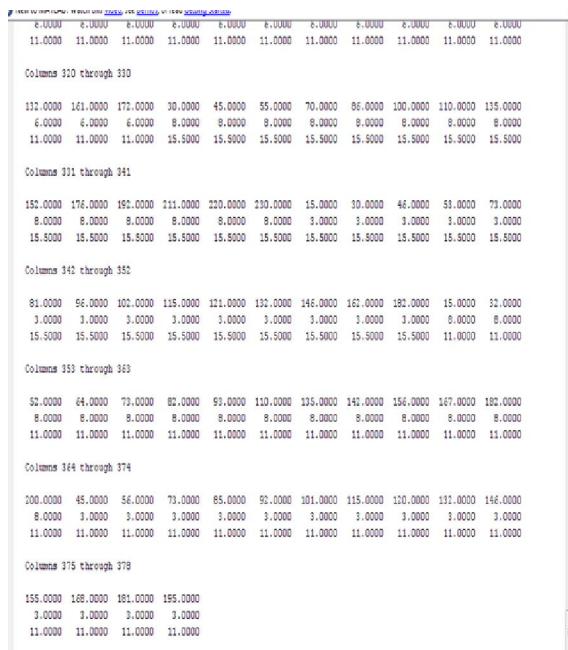 New to MATLAB? Watch this Video, see Demos, or read Getting Started.
8.0000 8.0000 8.0000 8.0000 8.0000 8.0000 8.0000 8.0000 8.0000 8.0000 8.0000
11.0000 11.0000 11.0000 11.0000 11.0000 11.0000 11.0000 11.0000 11.0000 11.0000 11.0000
Columns 320 through 330
132.0000 161.0000 172.0000 30.0000 45.0000 55.0000 70.0000 86.0000 100.0000 110.0000 135.0000
6.0000 6.0000 6.0000 8.0000 8.0000 8.0000 8.0000 8.0000 8.0000 8.0000 8.0000
11.0000 11.0000 11.0000 15.5000 15.5000 15.5000 15.5000 15.5000 15.5000 15.5000 15.5000
Columns 331 through 341
152.0000 176.0000 192.0000 211.0000 220.0000 230.0000 15.0000 30.0000 46.0000 53.0000 73.0000
8.0000 8.0000 8.0000 8.0000 8.0000 8.0000 3.0000 3.0000 3.0000 3.0000 3.0000
15.5000 15.5000 15.5000 15.5000 15.5000 15.5000 15.5000 15.5000 15.5000 15.5000 15.5000
Columns 342 through 352
81.0000 96.0000 102.0000 115.0000 121.0000 132.0000 146.0000 162.0000 182.0000 15.0000 32.0000
3.0000 3.0000 3.0000 3.0000 3.0000 3.0000 3.0000 3.0000 3.0000 8.0000 8.0000
15.5000 15.5000 15.5000 15.5000 15.5000 15.5000 15.5000 15.5000 15.5000 11.0000 11.0000
Columns 353 through 363
52.0000 64.0000 73.0000 82.0000 93.0000 110.0000 135.0000 142.0000 156.0000 167.0000 182.0000
8.0000 8.0000 8.0000 8.0000 8.0000 8.0000 8.0000 8.0000 8.0000 8.0000 8.0000
11.0000 11.0000 11.0000 11.0000 11.0000 11.0000 11.0000 11.0000 11.0000 11.0000 11.0000
Columns 364 through 374
200.0000 45.0000 56.0000 73.0000 85.0000 92.0000 101.0000 115.0000 120.0000 132.0000 146.0000
8.0000 3.0000 3.0000 3.0000 3.0000 3.0000 3.0000 3.0000 3.0000 3.0000 3.0000
11.0000 11.0000 11.0000 11.0000 11.0000 11.0000 11.0000 11.0000 11.0000 11.0000 11.0000
Columns 375 through 378
155.0000 168.0000 181.0000 195.0000
3.0000 3.0000 3.0000 3.0000
11.0000 11.0000 11.0000 11.0000